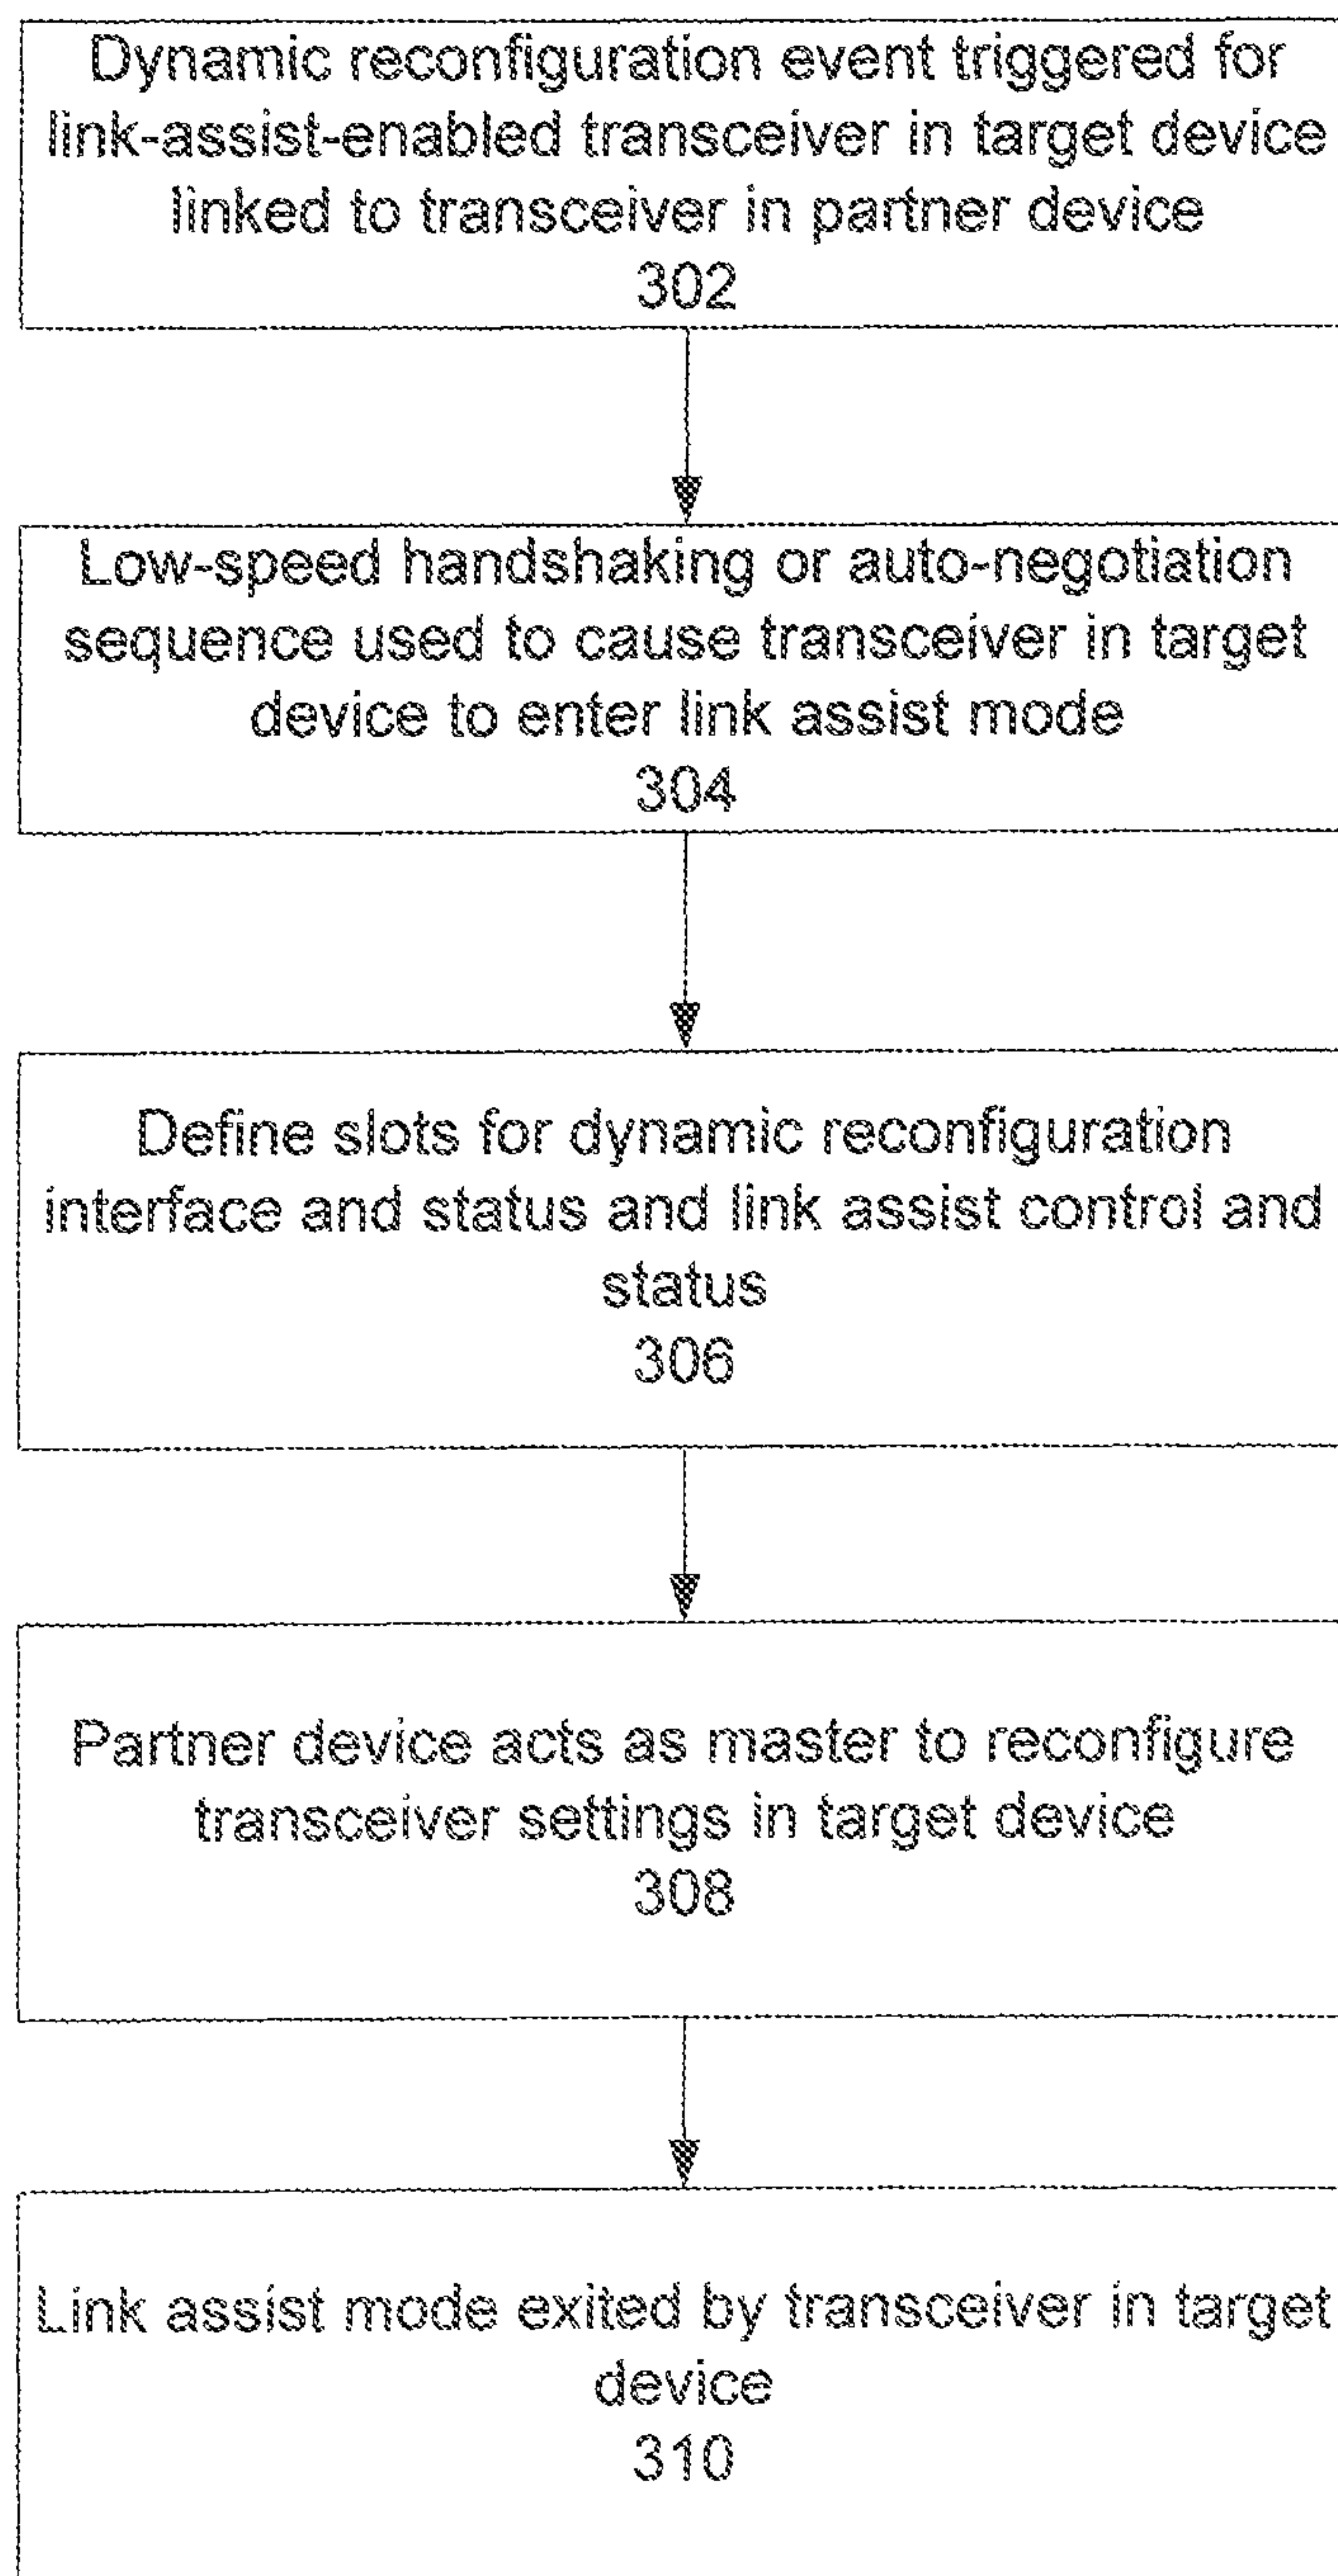 Dynamic reconfiguration event triggered for
link-assist-enabled transceiver in target device
linked to transceiver in partner device
302
Low-speed handshaking or auto-negotiation
sequence used to cause transceiver in target
device to enter link assist mode
304
Define slots for dynamic reconfiguration
interface and status and link assist control and
status
306
Partner device acts as master to reconfigure
transceiver settings in target device
308
Link assist mode exited by transceiver in target
device
310